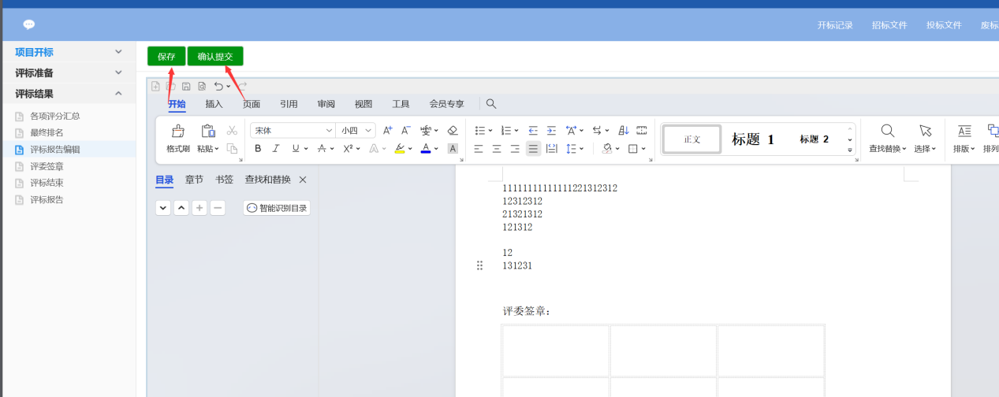 开标记录 招标文件 投标文件 废标
项目开标
评标准备
评标结果
各项评分汇总
最终排名
评标报告编辑
评委签章
评标结束
评标报告
保存 确认提交
开始 插入 页面 引用 审阅 视图 工具 会员专享
格式刷 粘贴 宋体 小四 正文 标题 1 标题 2 查找替换 选择 排版 排列
目录 章节 书签 查找和替换
智能识别目录
1111111111111221312312
12312312
21321312
121312
12
131231
评委签章: